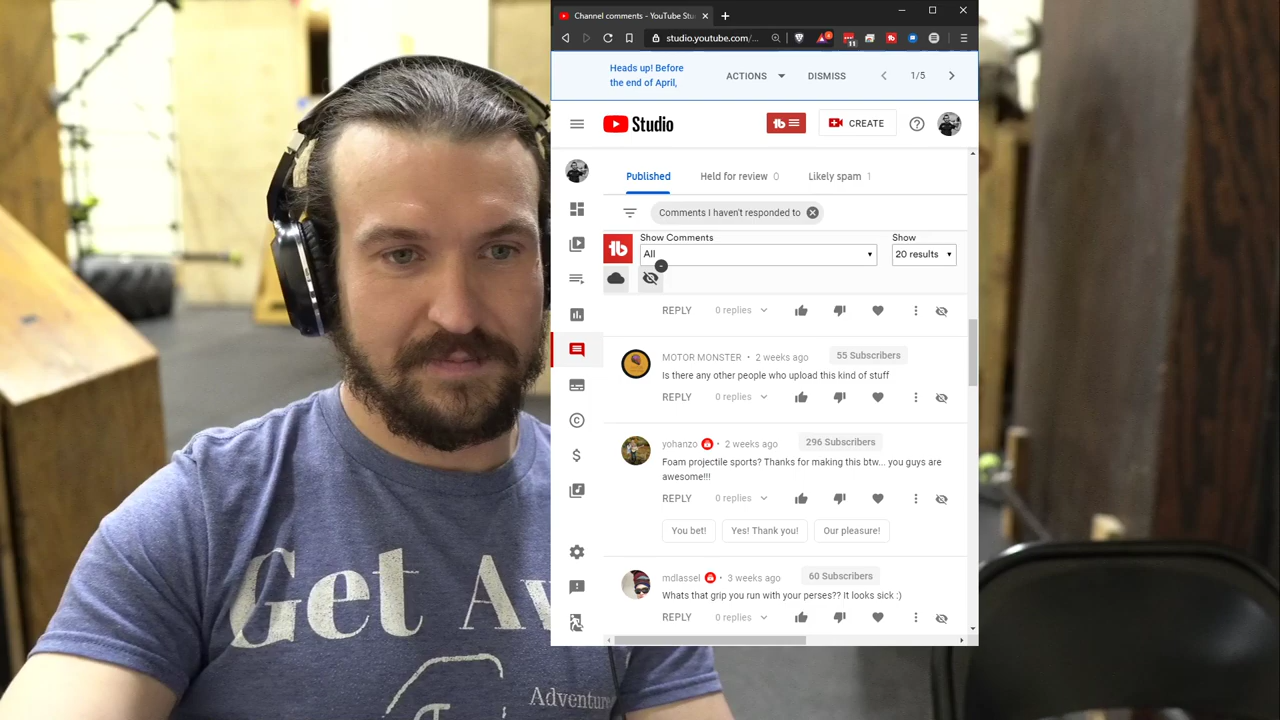 Channel comments - YouTube Stu
studio.youtube.com/...
11
Heads up! Before
the end of April,
ACTIONS
DISMISS
1/5
Studio
CREATE
Published
Held for review 0
Likely spam 1
Comments I haven't responded to
Show Comments
Show
All
20 results
REPLY
0 replies
MOTOR MONSTER • 2 weeks ago
55 Subscribers
Is there any other people who upload this kind of stuff
REPLY
0 replies
yohanzo • 2 weeks ago
296 Subscribers
Foam projectile sports? Thanks for making this btw... you guys are
awesome!!!
REPLY
0 replies
You bet!
Yes! Thank you!
Our pleasure!
mdlassel • 3 weeks ago
60 Subscribers
Whats that grip you run with your perses?? It looks sick :)
REPLY
0 replies
Get Aw
Adventure